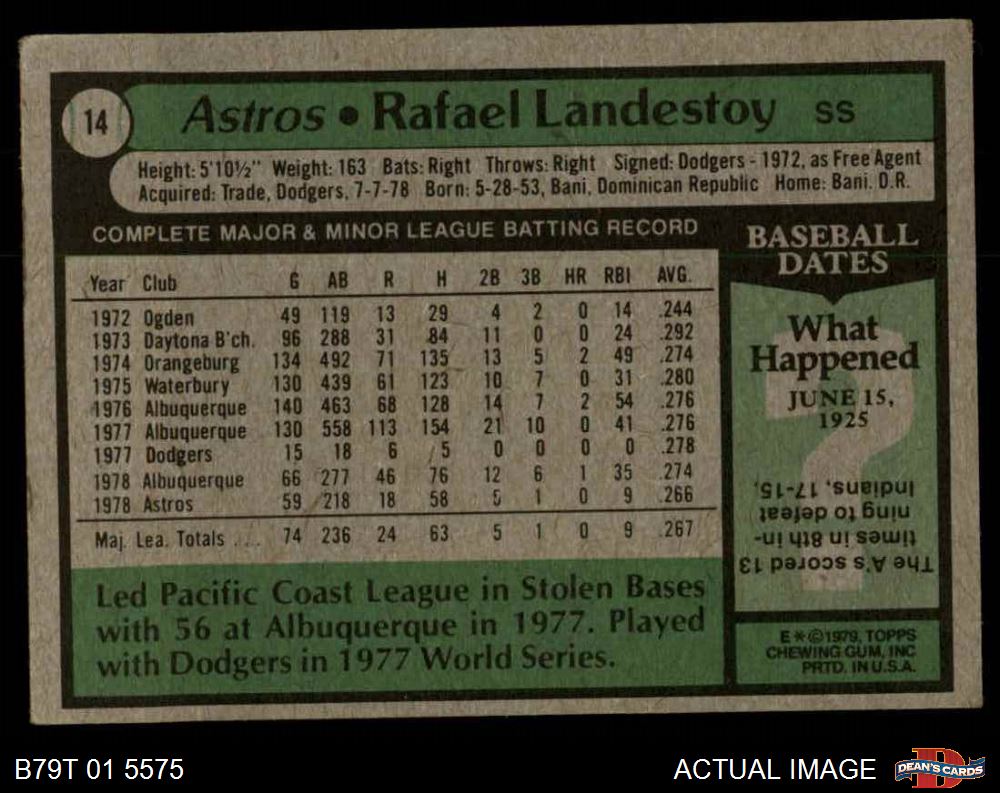 14
Astros • Rafael Landestoy SS
Height: 5'10½" Weight: 163 Bats: Right Throws: Right Signed: Dodgers - 1972, as Free Agent
Acquired: Trade, Dodgers, 7-7-78 Born: 5-28-53, Bani, Dominican Republic Home: Bani. D.R.
COMPLETE MAJOR & MINOR LEAGUE BATTING RECORD
Year Club G AB R H 2B 3B HR RBI AVG.
1972 Ogden 49 119 13 29 4 2 0 14 .244
1973 Daytona B'ch. 96 288 31 84 11 0 0 24 .292
1974 Orangeburg 134 492 71 135 13 5 2 49 .274
1975 Waterbury 130 439 61 123 10 7 0 31 .280
1976 Albuquerque 140 463 68 128 14 7 2 54 .276
1977 Albuquerque 130 558 113 154 21 10 0 41 .276
1977 Dodgers 15 18 6 5 0 0 0 0 .278
1978 Albuquerque 66 277 46 76 12 6 1 35 .274
1978 Astros 59 218 18 58 5 1 0 9 .266
Maj. Lea. Totals .... 74 236 24 63 5 1 0 9 .267
Led Pacific Coast League in Stolen Bases
with 56 at Albuquerque in 1977. Played
with Dodgers in 1977 World Series.
BASEBALL
DATES
What
Happened
JUNE 15,
1925
?
The A's scored 13
times in 8th in-
ning to defeat
Indians, 17-15.
E*©1979, TOPPS
CHEWING GUM, INC
PRTD. IN U.S.A.
B79T 01 5575
ACTUAL IMAGE
D
DEAN'S CARDS